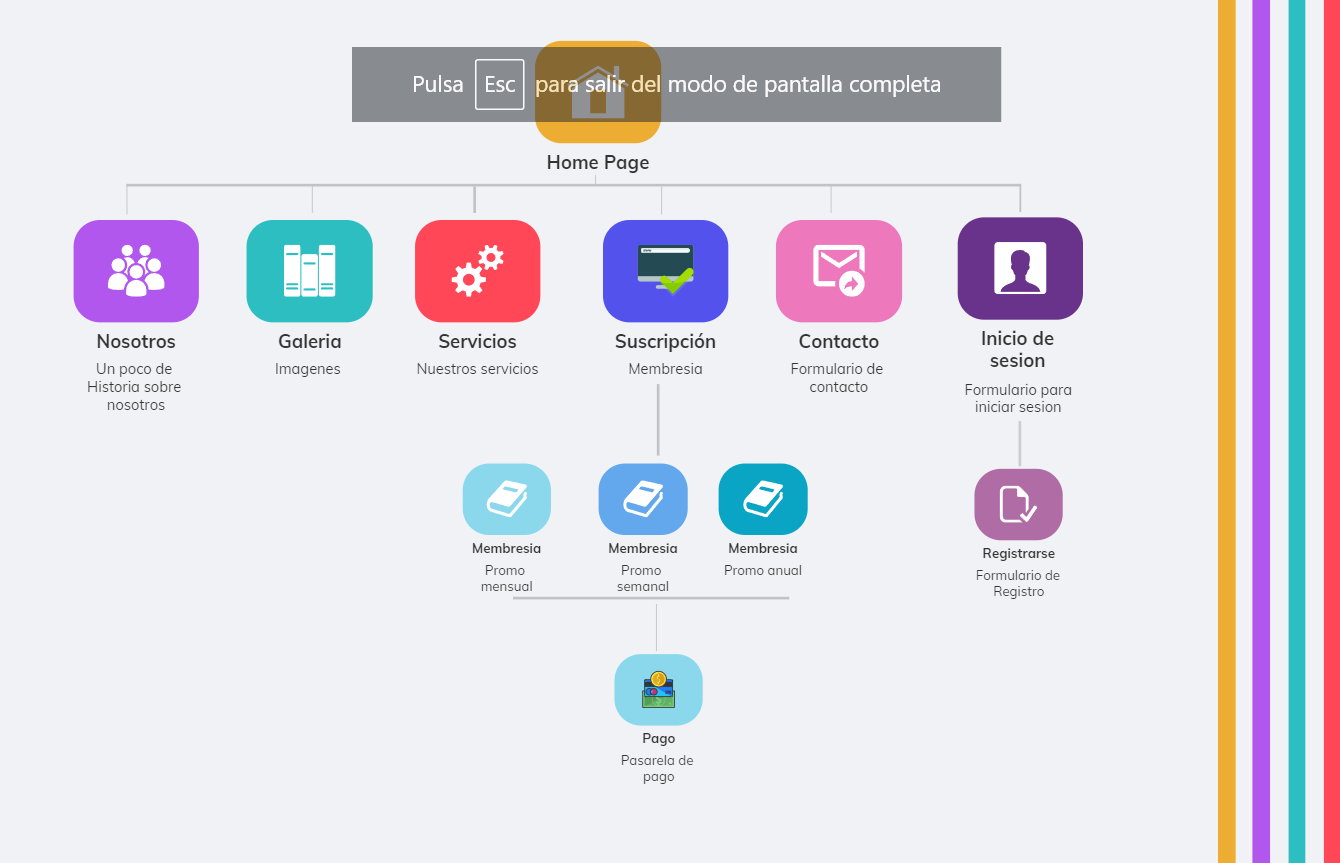 Pulsa Esc para salir del modo de pantalla completa
Home Page
Nosotros
Un poco de
Historia sobre
nosotros
Galeria
Imagenes
Servicios
Nuestros servicios
Suscripción
Membresia
Contacto
Formulario de
contacto
Inicio de
sesion
Formulario para
iniciar sesion
Membresia
Promo
mensual
Membresia
Promo
semanal
Membresia
Promo anual
Registrarse
Formulario de
Registro
Pago
Pasarela de
pago